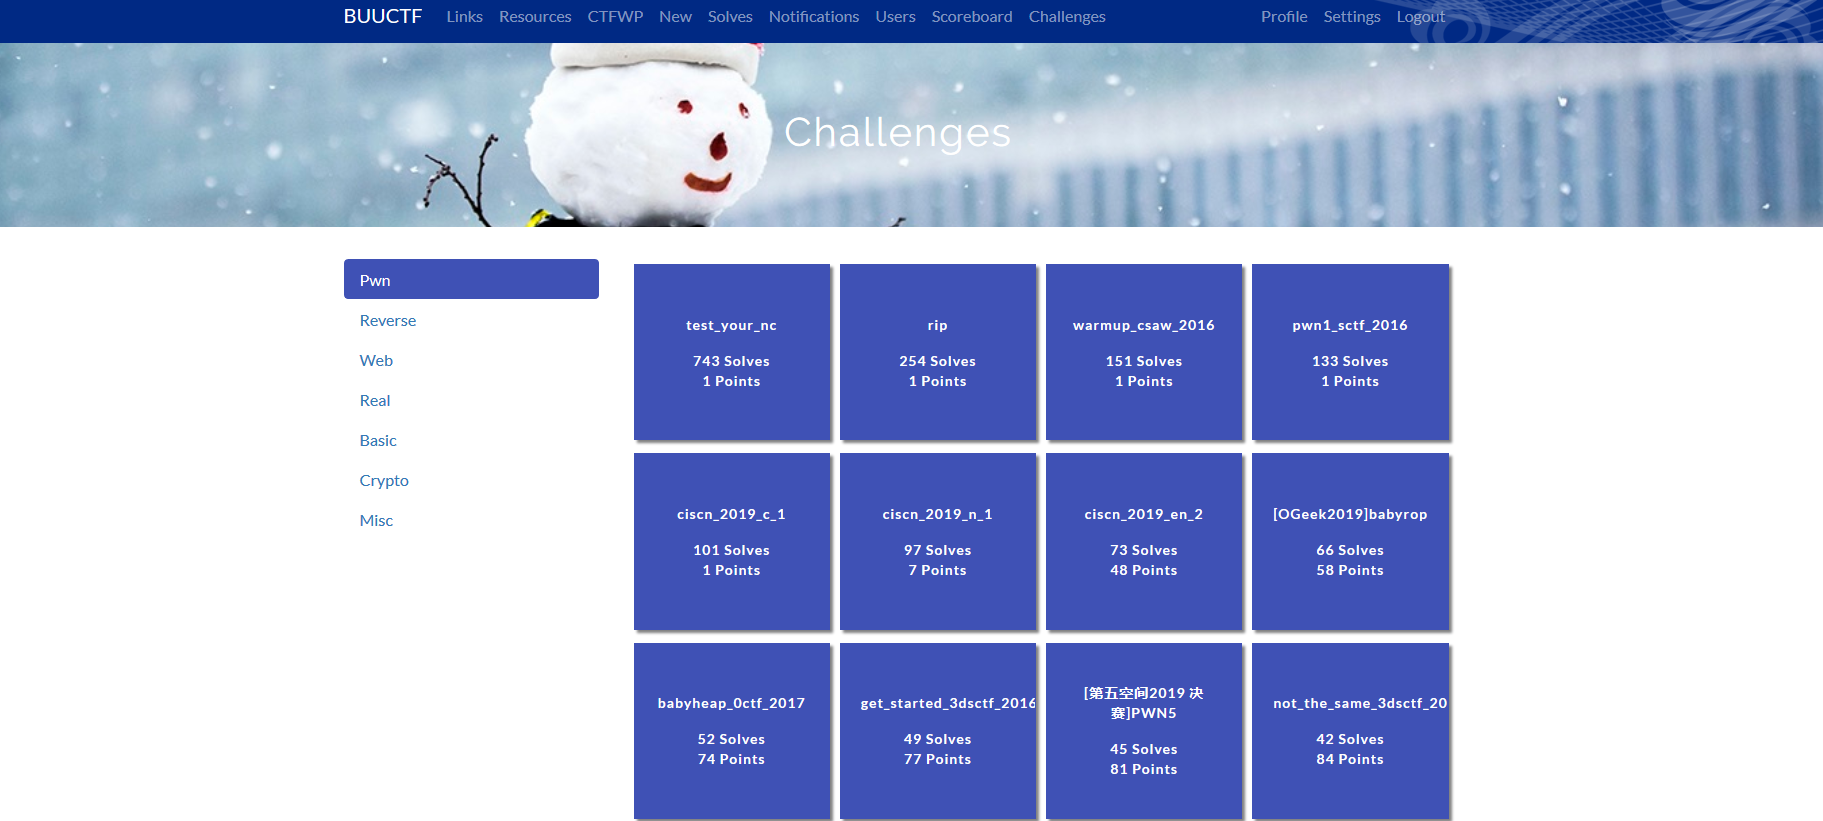 BUUCTF Links Resources CTFWP New Solves Notifications Users Scoreboard Challenges Profile Settings Logout
Challenges
Pwn
Reverse
Web
Real
Basic
Crypto
Misc
test_your_nc
743 Solves
1 Points
rip
254 Solves
1 Points
warmup_csaw_2016
151 Solves
1 Points
pwn1_sctf_2016
133 Solves
1 Points
ciscn_2019_c_1
101 Solves
1 Points
ciscn_2019_n_1
97 Solves
7 Points
ciscn_2019_en_2
73 Solves
48 Points
[OGeek2019]babyrop
66 Solves
58 Points
babyheap_0ctf_2017
52 Solves
74 Points
get_started_3dsctf_2016
49 Solves
77 Points
[第五空间2019 决
赛]PWN5
45 Solves
81 Points
not_the_same_3dsctf_20
42 Solves
84 Points